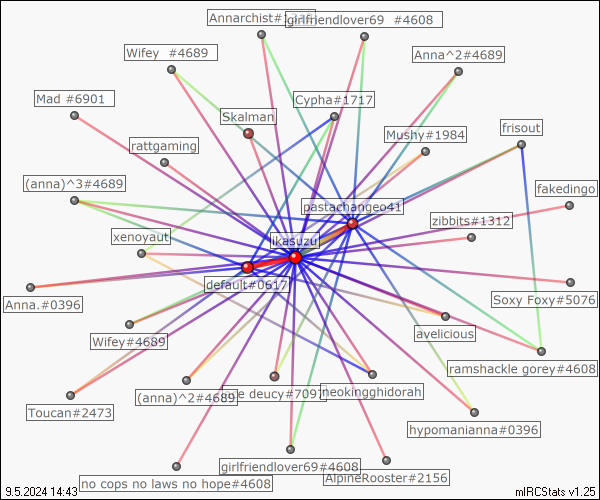 Annarchist#1
girlfriendlover69 #4608
Wifey #4689
Anna^2#4689
Mad #6901
Cypha#1717
Skalman
Mushy#1984
frisout
rattgaming
(anna)^3#4689
fakedingo
pastachangeo41
zibbits#1312
xenoyaut
likasuzuj
default#0617
Soxy Foxy#5076
Anna.#0396
avelicious
Wifey#4689
ramshackle gorey#4608
(anna)^2#4689
deucy#7097
neokingghidorah
Toucan#2473
hypomanianna#0396
girlfriendlover69#4608
AlpineRooster#2156
no cops no laws no hope#4608
9.5.2024 14:43
mIRCStats v1.25